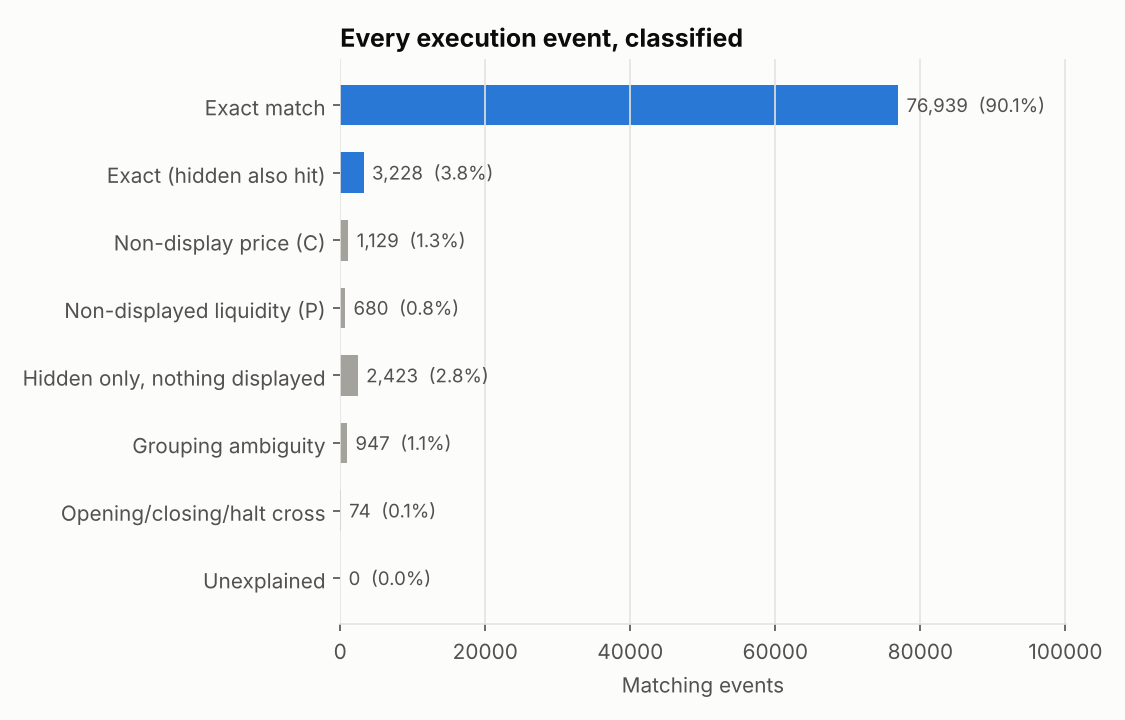 Every execution event, classified
Exact match 76,939 (90.1%)
Exact (hidden also hit) 3,228 (3.8%)
Non-display price (C) 1,129 (1.3%)
Non-displayed liquidity (P) 680 (0.8%)
Hidden only, nothing displayed 2,423 (2.8%)
Grouping ambiguity 947 (1.1%)
Opening/closing/halt cross 74 (0.1%)
Unexplained 0 (0.0%)
0 20000 40000 60000 80000 100000
Matching events